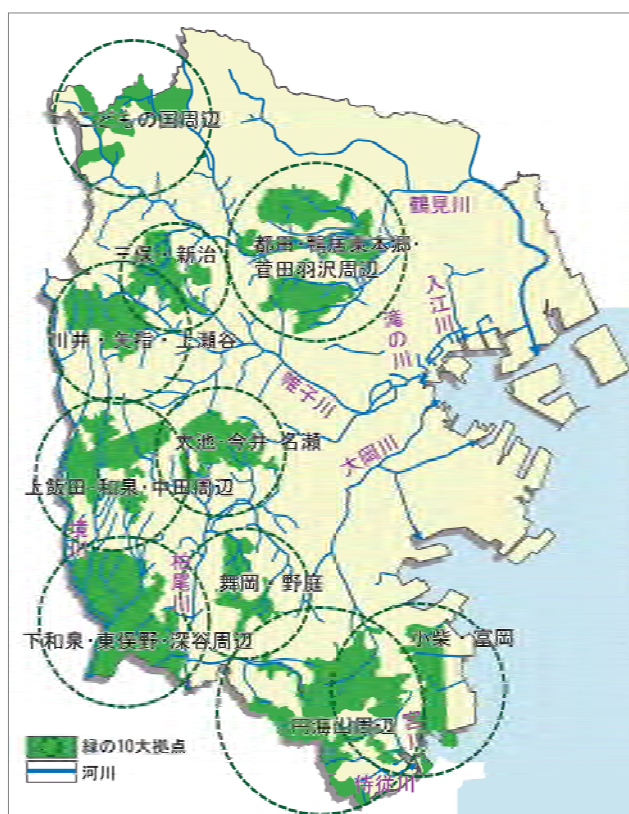 こどもの国周辺
鶴見川
三保・新治
都田・鴨居東本郷・
菅田羽沢周辺
入江川
滝の川
川井・矢指・上瀬谷
帷子川
大池・今井・名瀬
大岡川
上飯田・和泉・中田周辺
境川
柏尾川
舞岡・野庭
下和泉・東俣野・深谷周辺
小柴・富岡
円海山周辺
宮川
侍従川
緑の10大拠点
河川